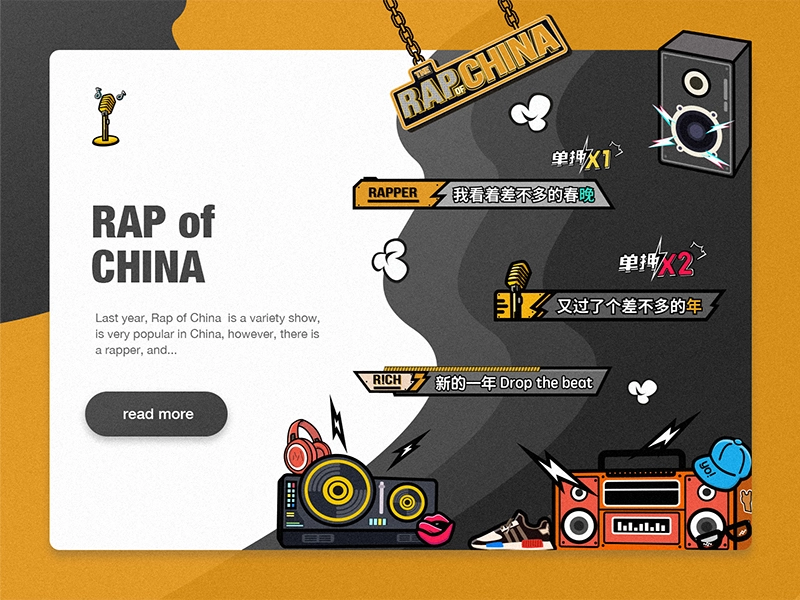 THE
RAP OF CHINA
RAP of
CHINA
Last year, Rap of China is a variety show,
is very popular in China, however, there is
a rapper, and...
read more
单押X1
RAPPER 我看着差不多的春晚
单押X2
又过了个差不多的年
RICH 新的一年 Drop the beat
yo!